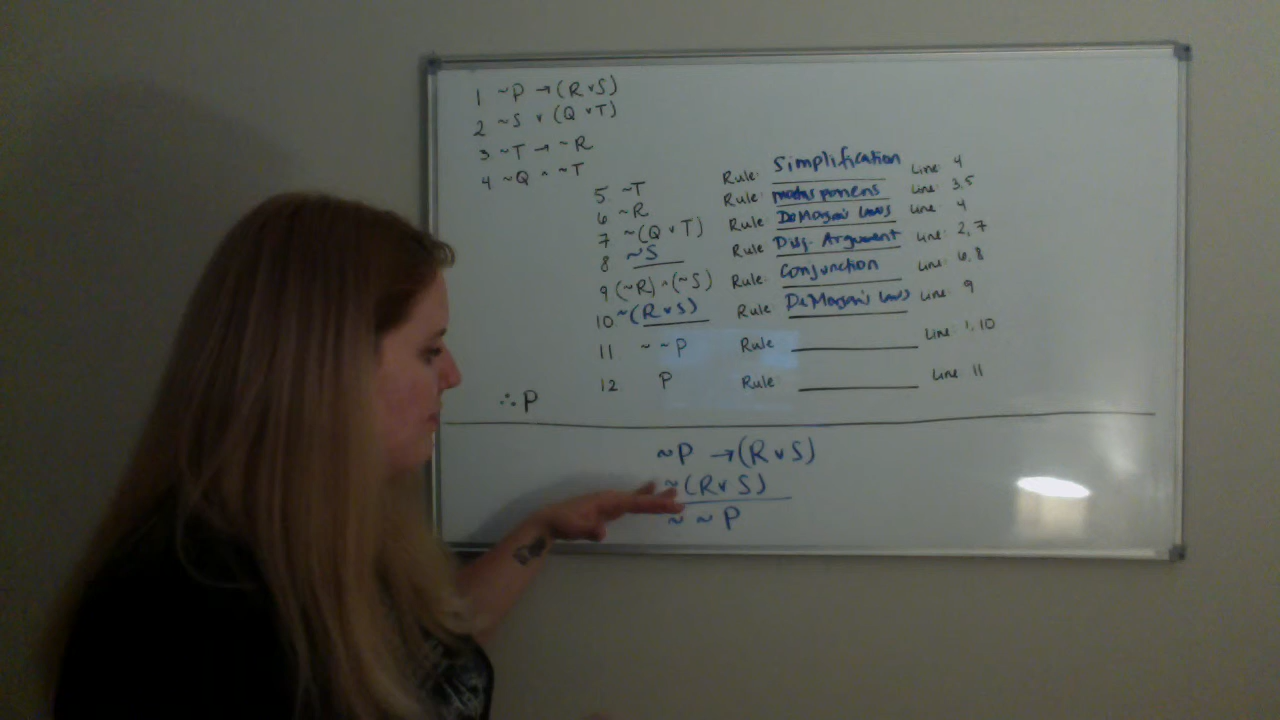 1 ~P → (R ∨ S)
2 ~S ∨ (Q ∨ T)
3 ~T → ~R
4 ~Q ∧ ~T
5 ~T Rule: Simplification Line 4
6 ~R Rule: modus ponens Line 3,5
7 ~(Q ∨ T) Rule DeMorgan's Laws Line 4
8 ~S Rule Disj. Argument Line: 2,7
9 (~R) ∧ (~S) Rule: Conjunction Line: 6,8
10 ~(R ∨ S) Rule DeMorgan's Laws Line 9
11 ~ ~P Rule Line: 1,10
12 P Rule Line 11
∴ P
~P → (R ∨ S)
~(R ∨ S)
~ ~ P